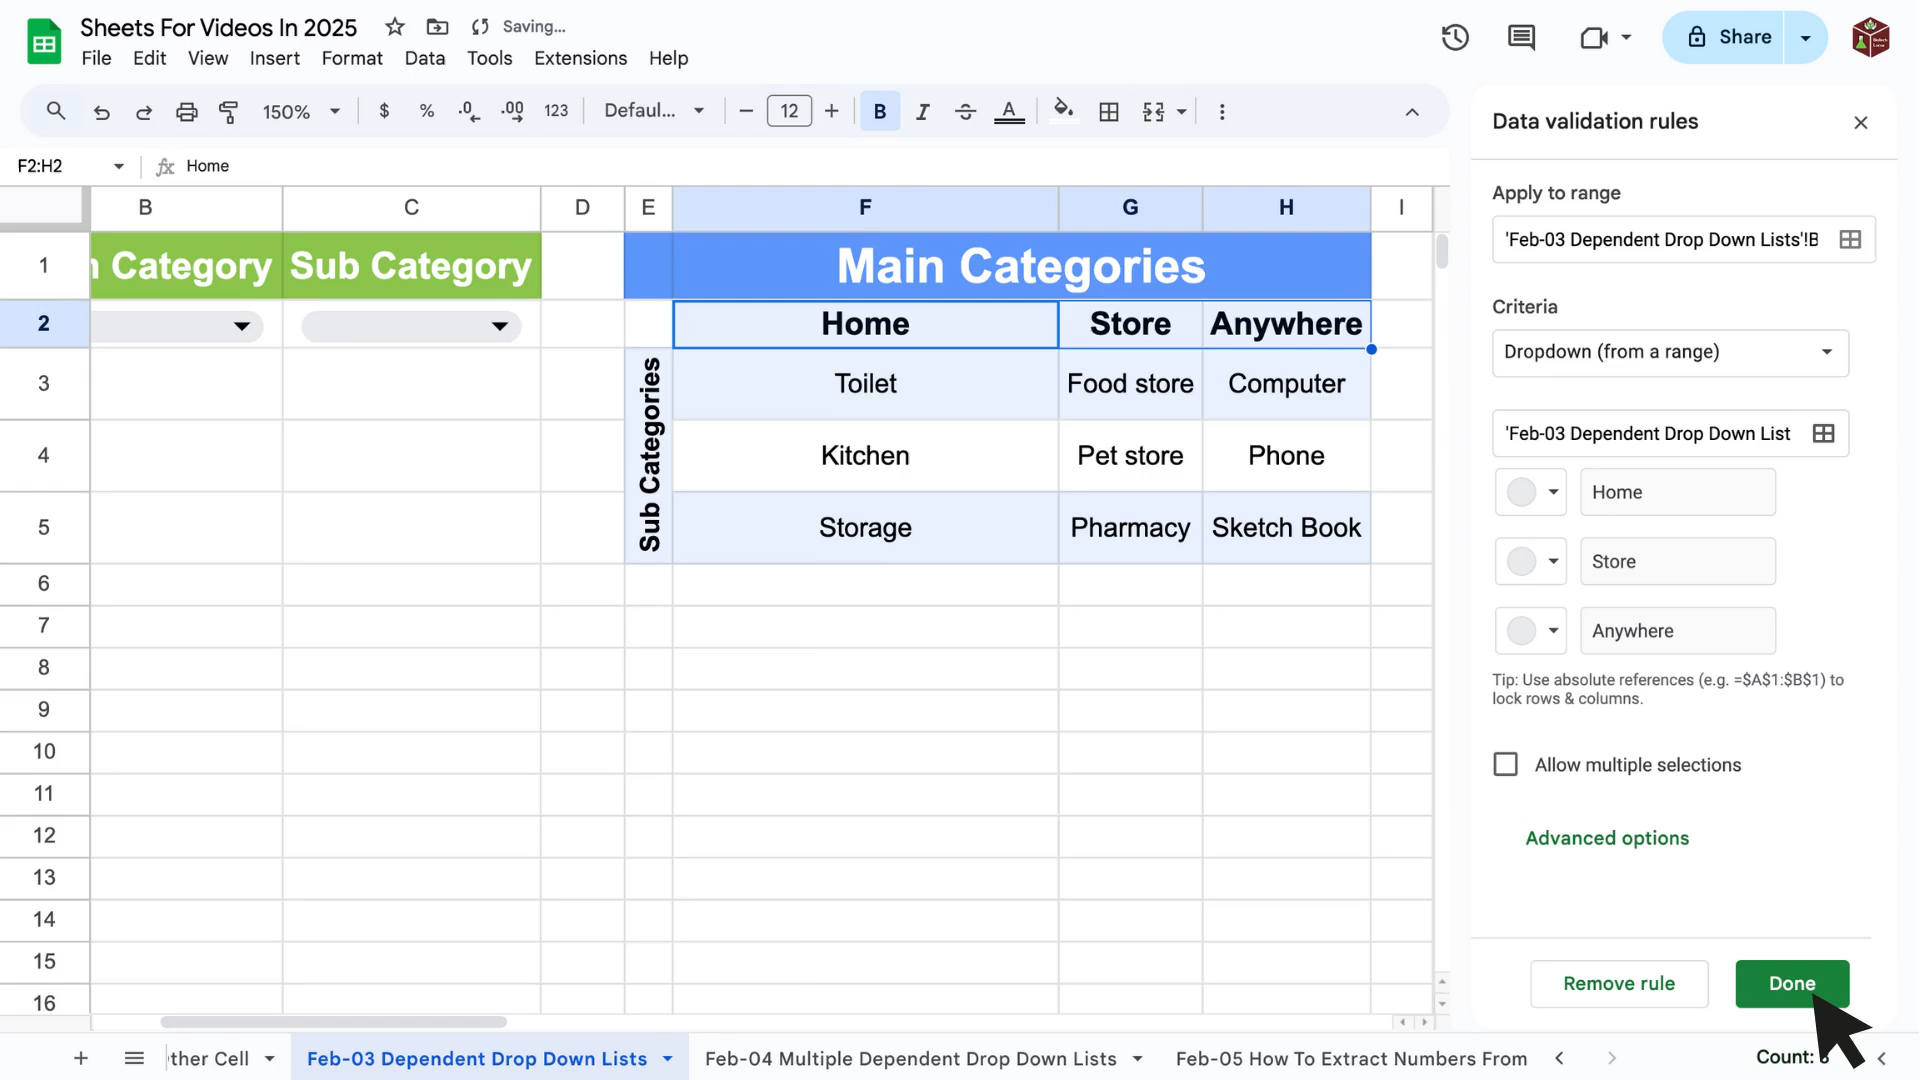 Sheets For Videos In 2025
Saving...
File Edit View Insert Format Data Tools Extensions Help
Share
150% $ % .0 .00 123 Defaul... 12 B I A
F2:H2 fx Home
B C D E F G H I
1 Category Sub Category Main Categories
2 Home Store Anywhere
Sub Categories
3 Toilet Food store Computer
4 Kitchen Pet store Phone
5 Storage Pharmacy Sketch Book
6
7
8
9
10
11
12
13
14
15
16
Data validation rules
Apply to range
'Feb-03 Dependent Drop Down Lists'!B
Criteria
Dropdown (from a range)
'Feb-03 Dependent Drop Down List
Home
Store
Anywhere
Tip: Use absolute references (e.g. =$A$1:$B$1) to
lock rows & columns.
Allow multiple selections
Advanced options
Remove rule Done
ther Cell Feb-03 Dependent Drop Down Lists Feb-04 Multiple Dependent Drop Down Lists Feb-05 How To Extract Numbers From Count: